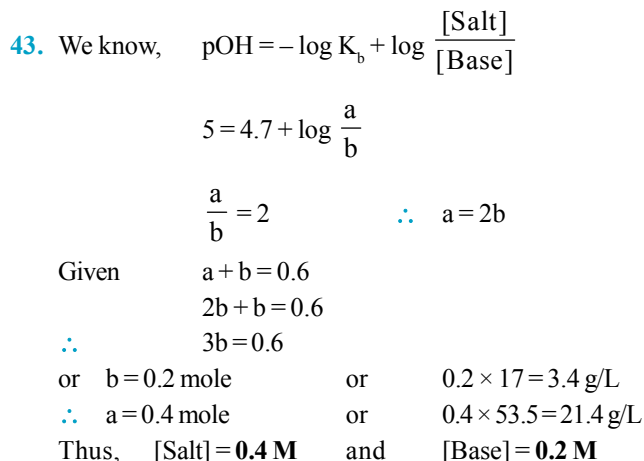 43. We know, pOH = – log K_b + log [Salt]/[Base]
5 = 4.7 + log a/b
a/b = 2 ∴ a = 2b
Given a + b = 0.6
2b + b = 0.6
∴ 3b = 0.6
or b = 0.2 mole or 0.2 × 17 = 3.4 g/L
∴ a = 0.4 mole or 0.4 × 53.5 = 21.4 g/L
Thus, [Salt] = 0.4 M and [Base] = 0.2 M